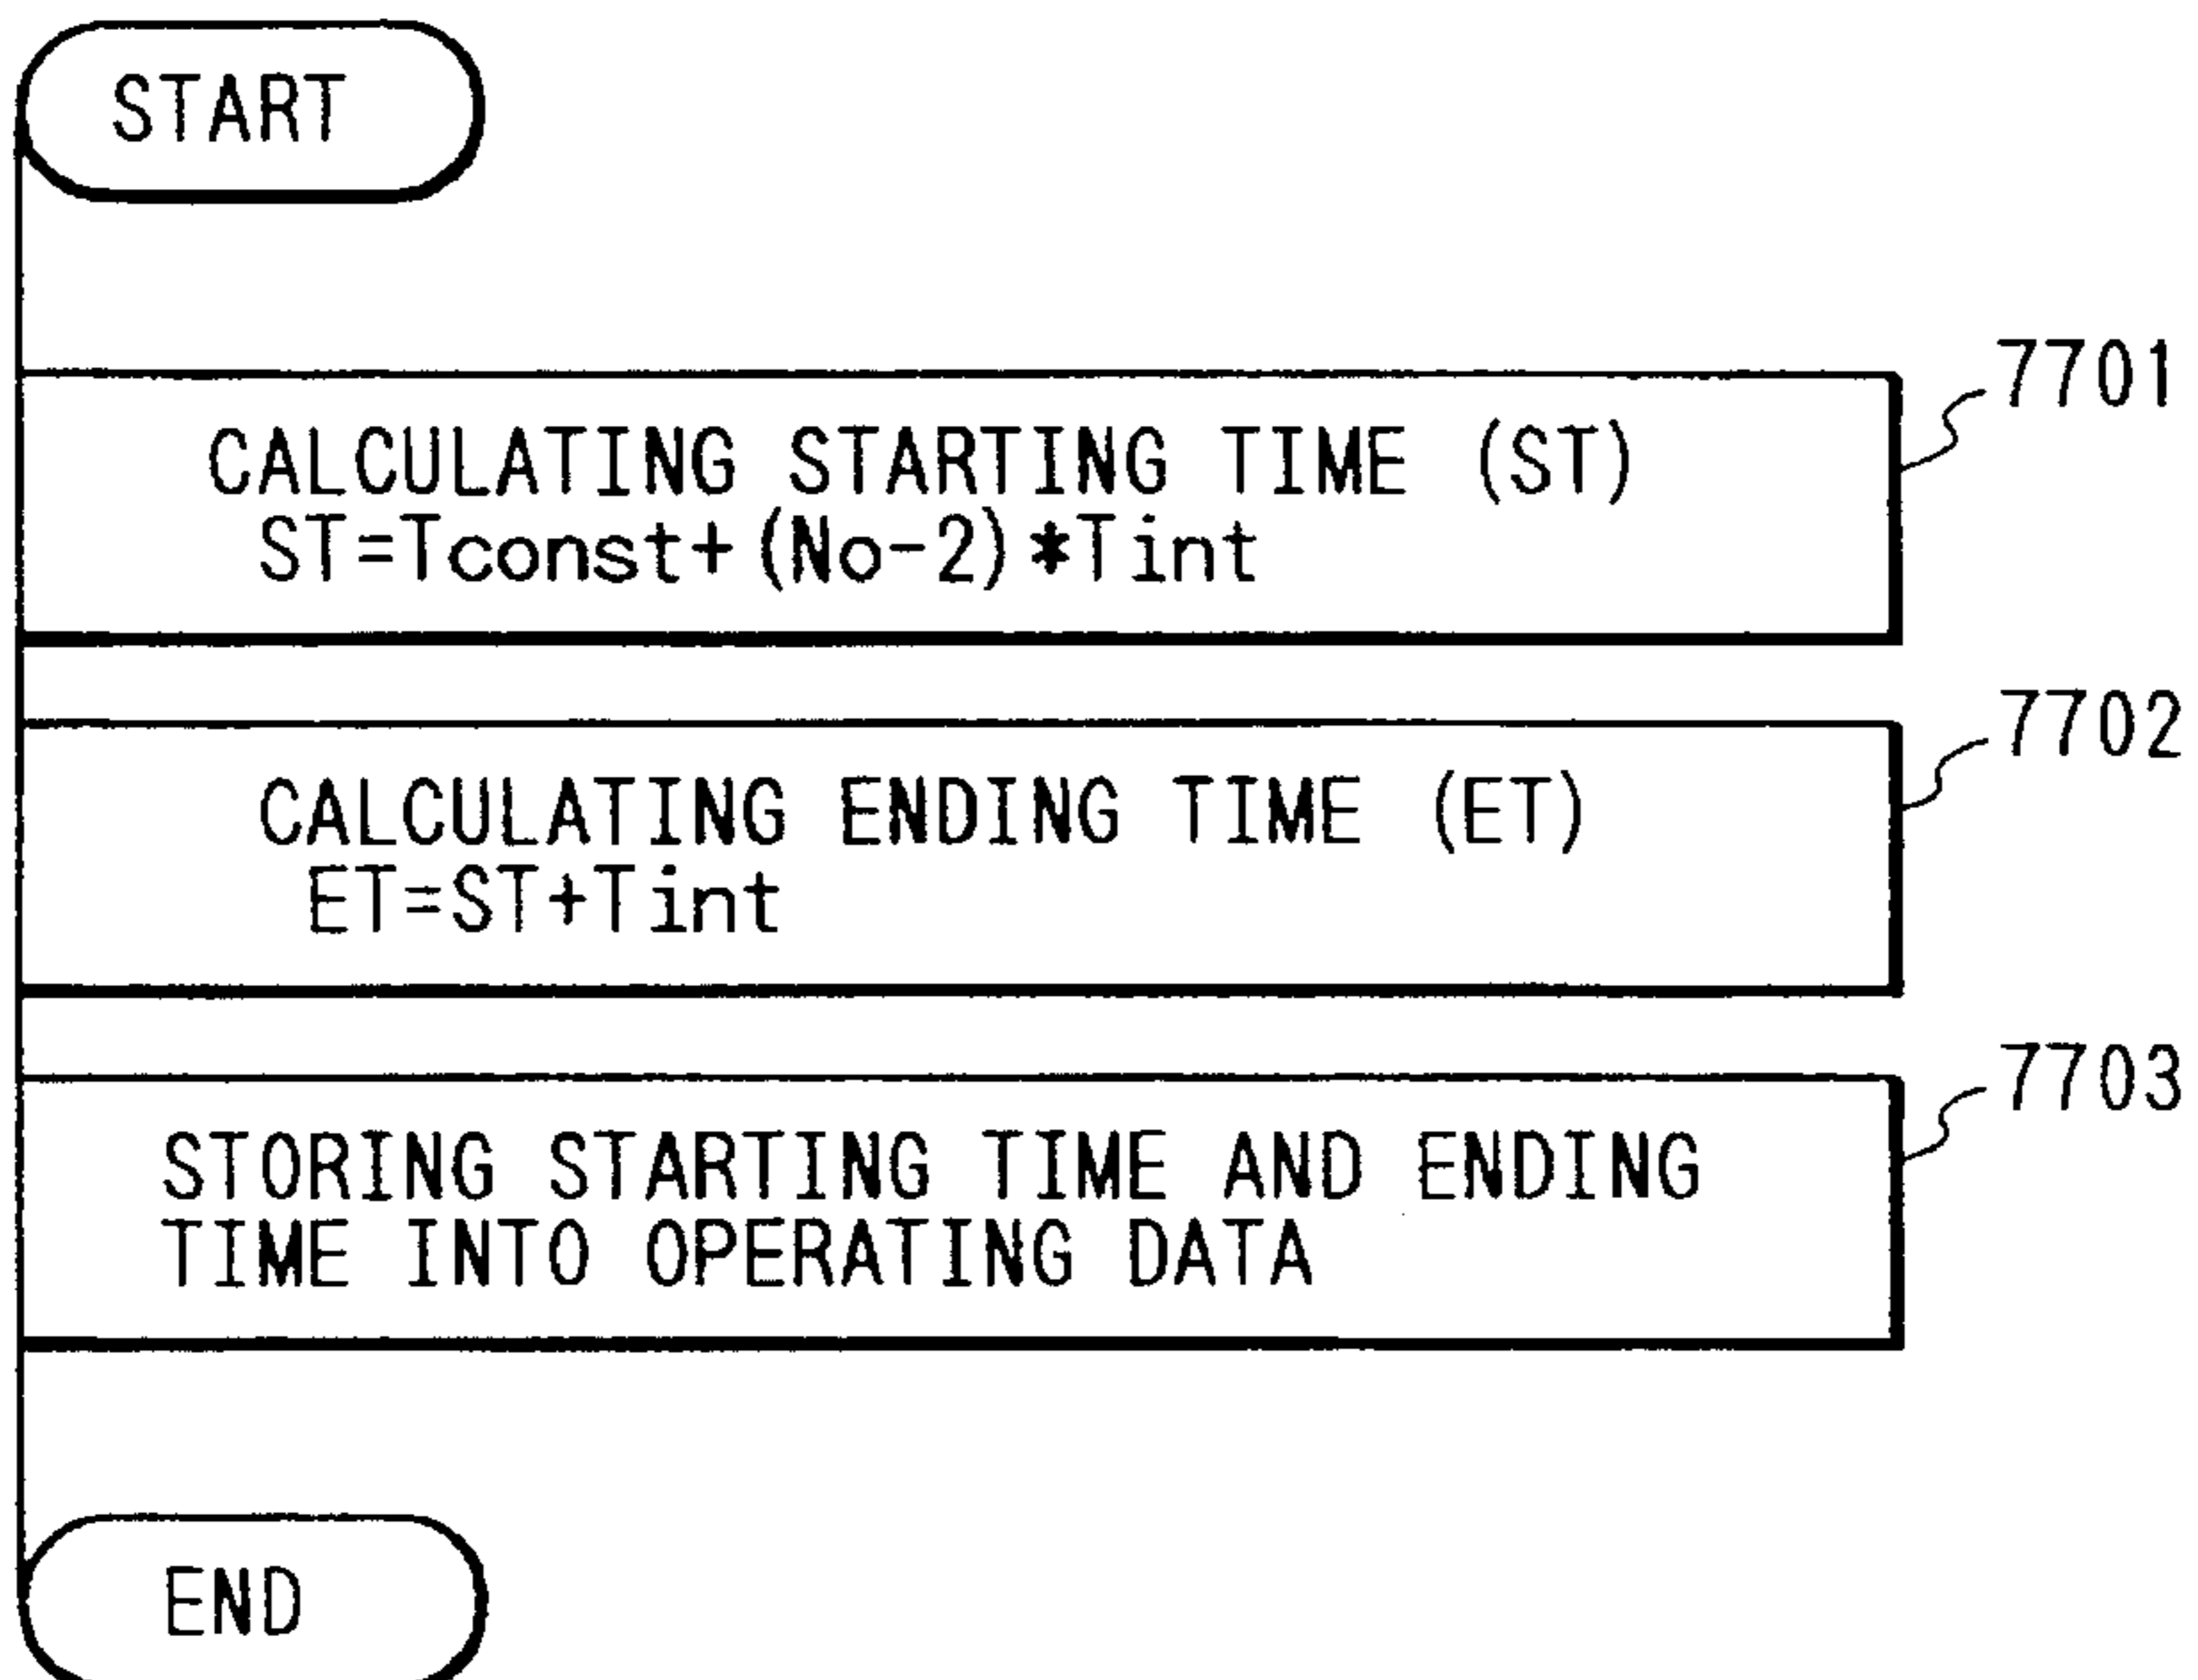 START
7701
CALCULATING STARTING TIME (ST)
ST=Tconst+(No-2)*Tint
7702
CALCULATING ENDING TIME (ET)
ET=ST+Tint
7703
STORING STARTING TIME AND ENDING
TIME INTO OPERATING DATA
END